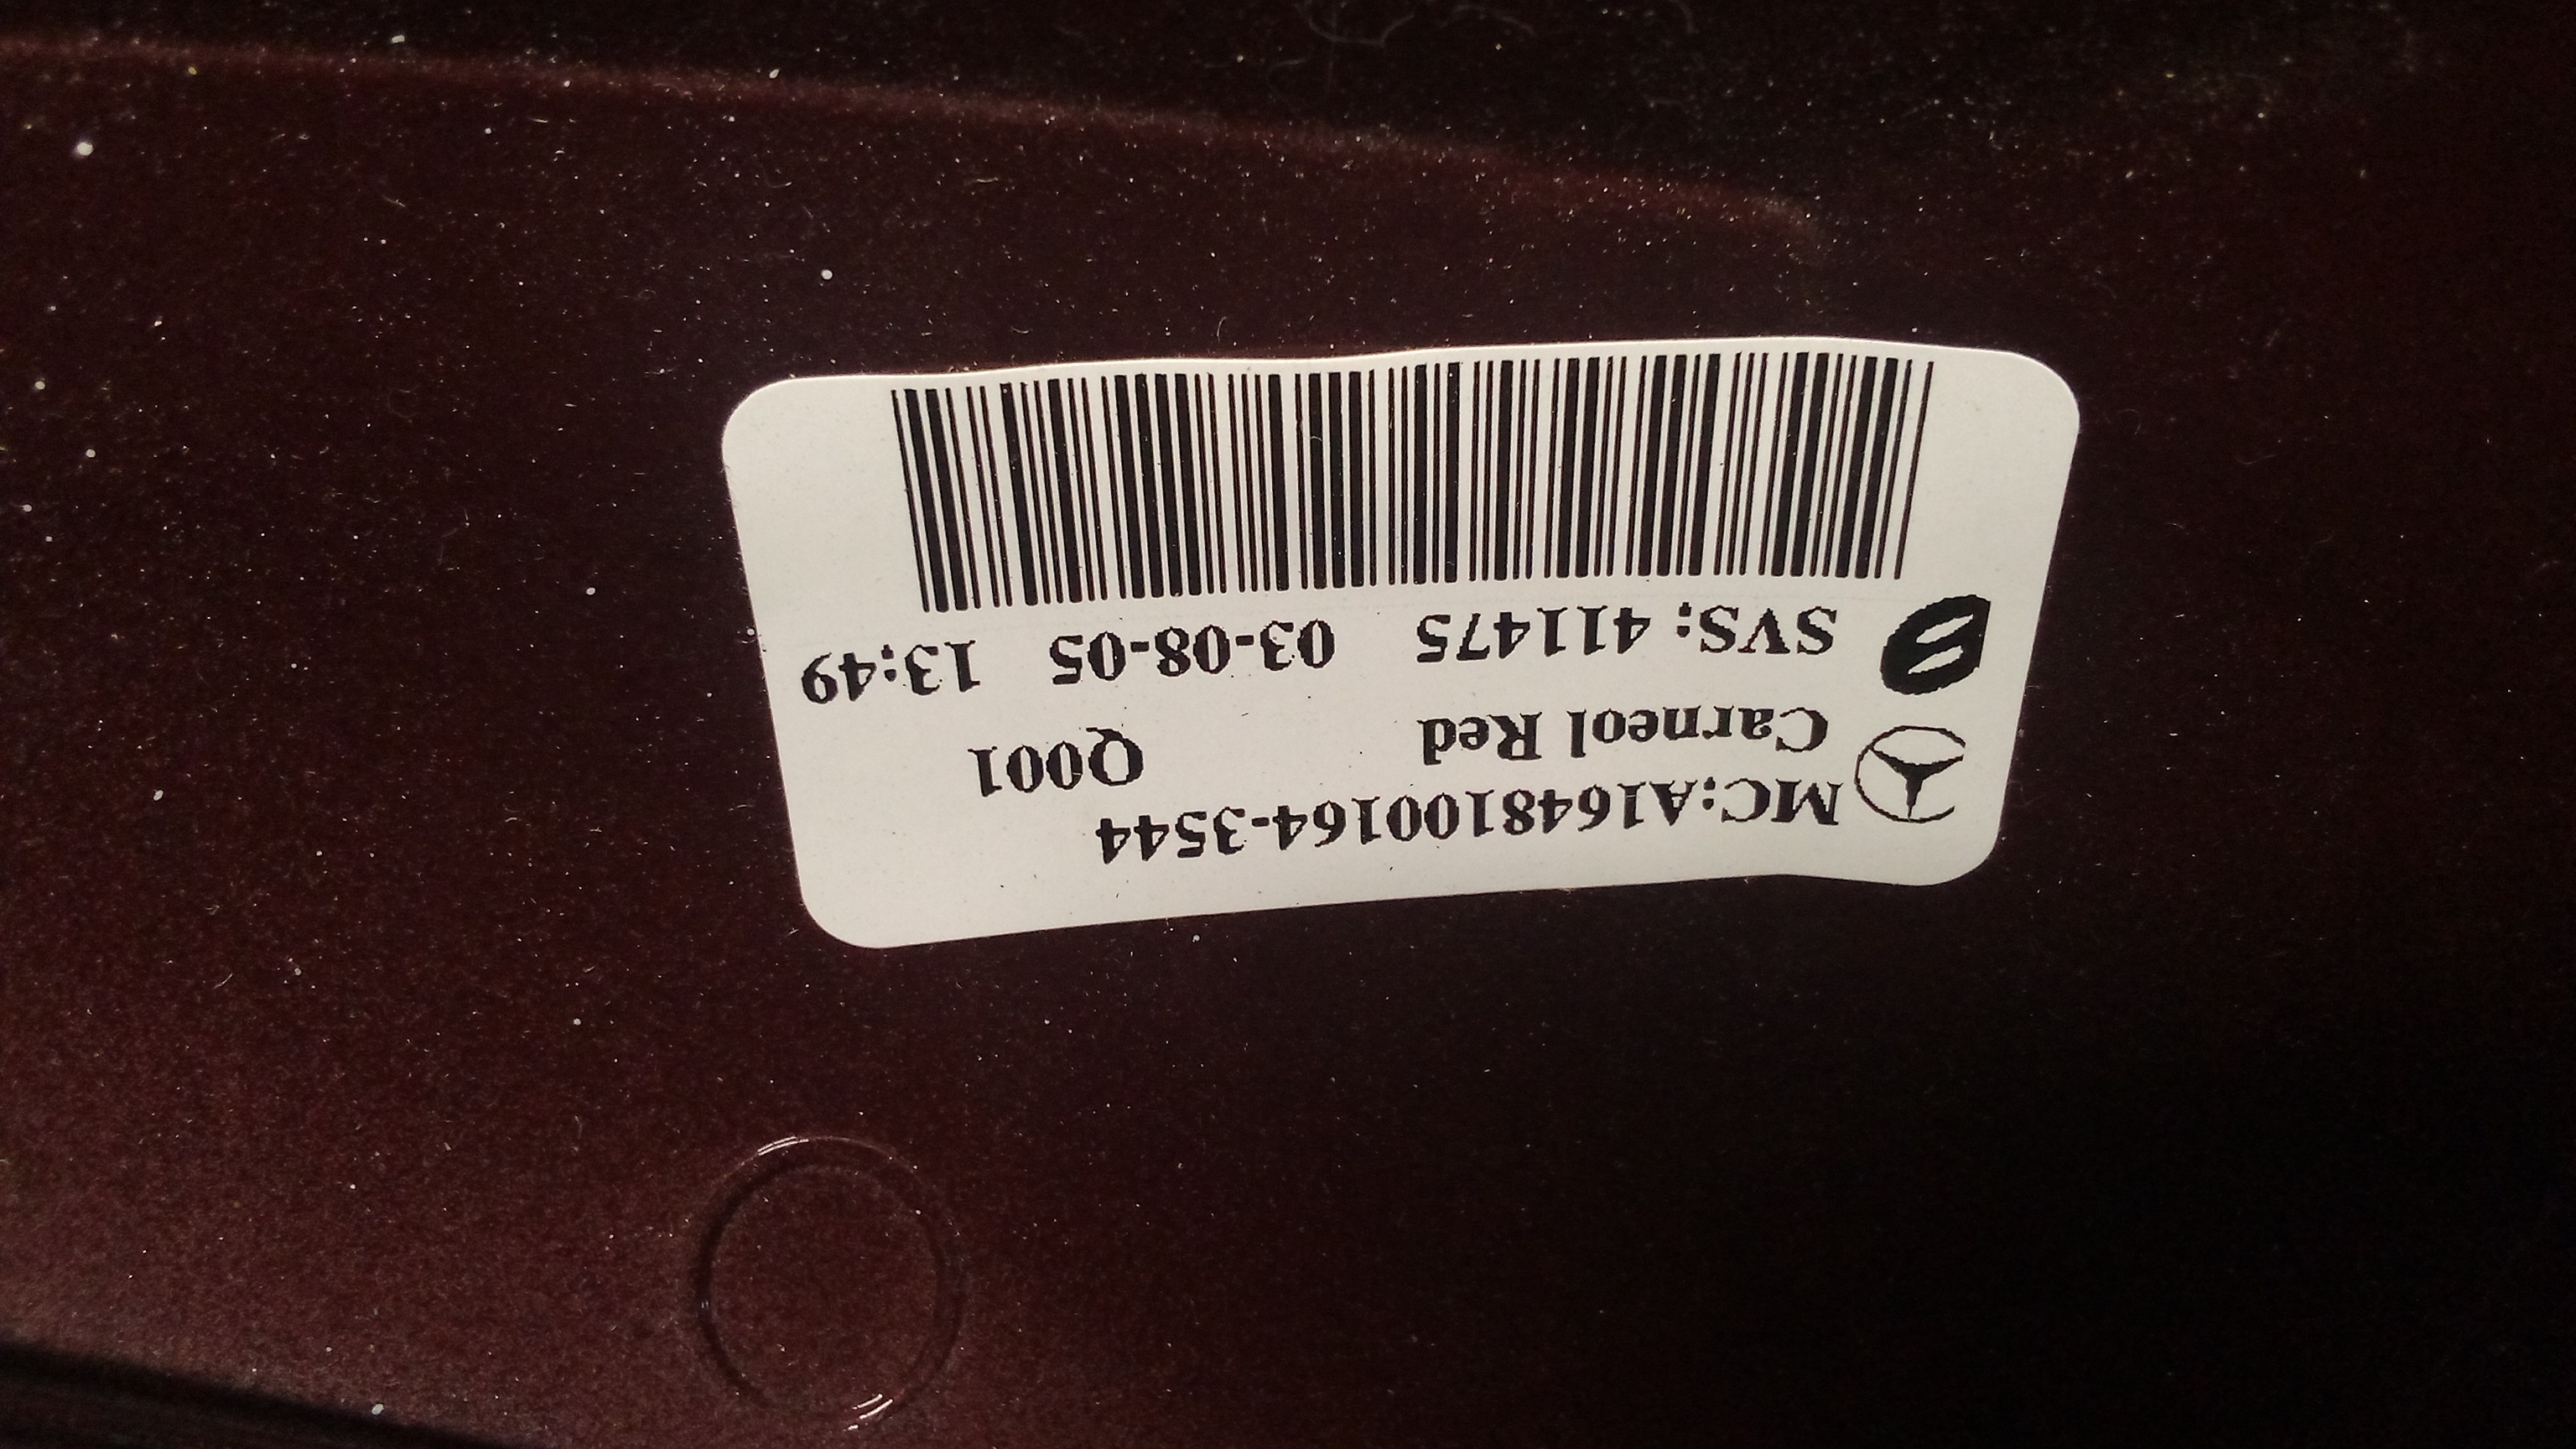 MC:A1648100164-3544
Carneol Red Q001
SVS: 411475 03-08-05 13:49